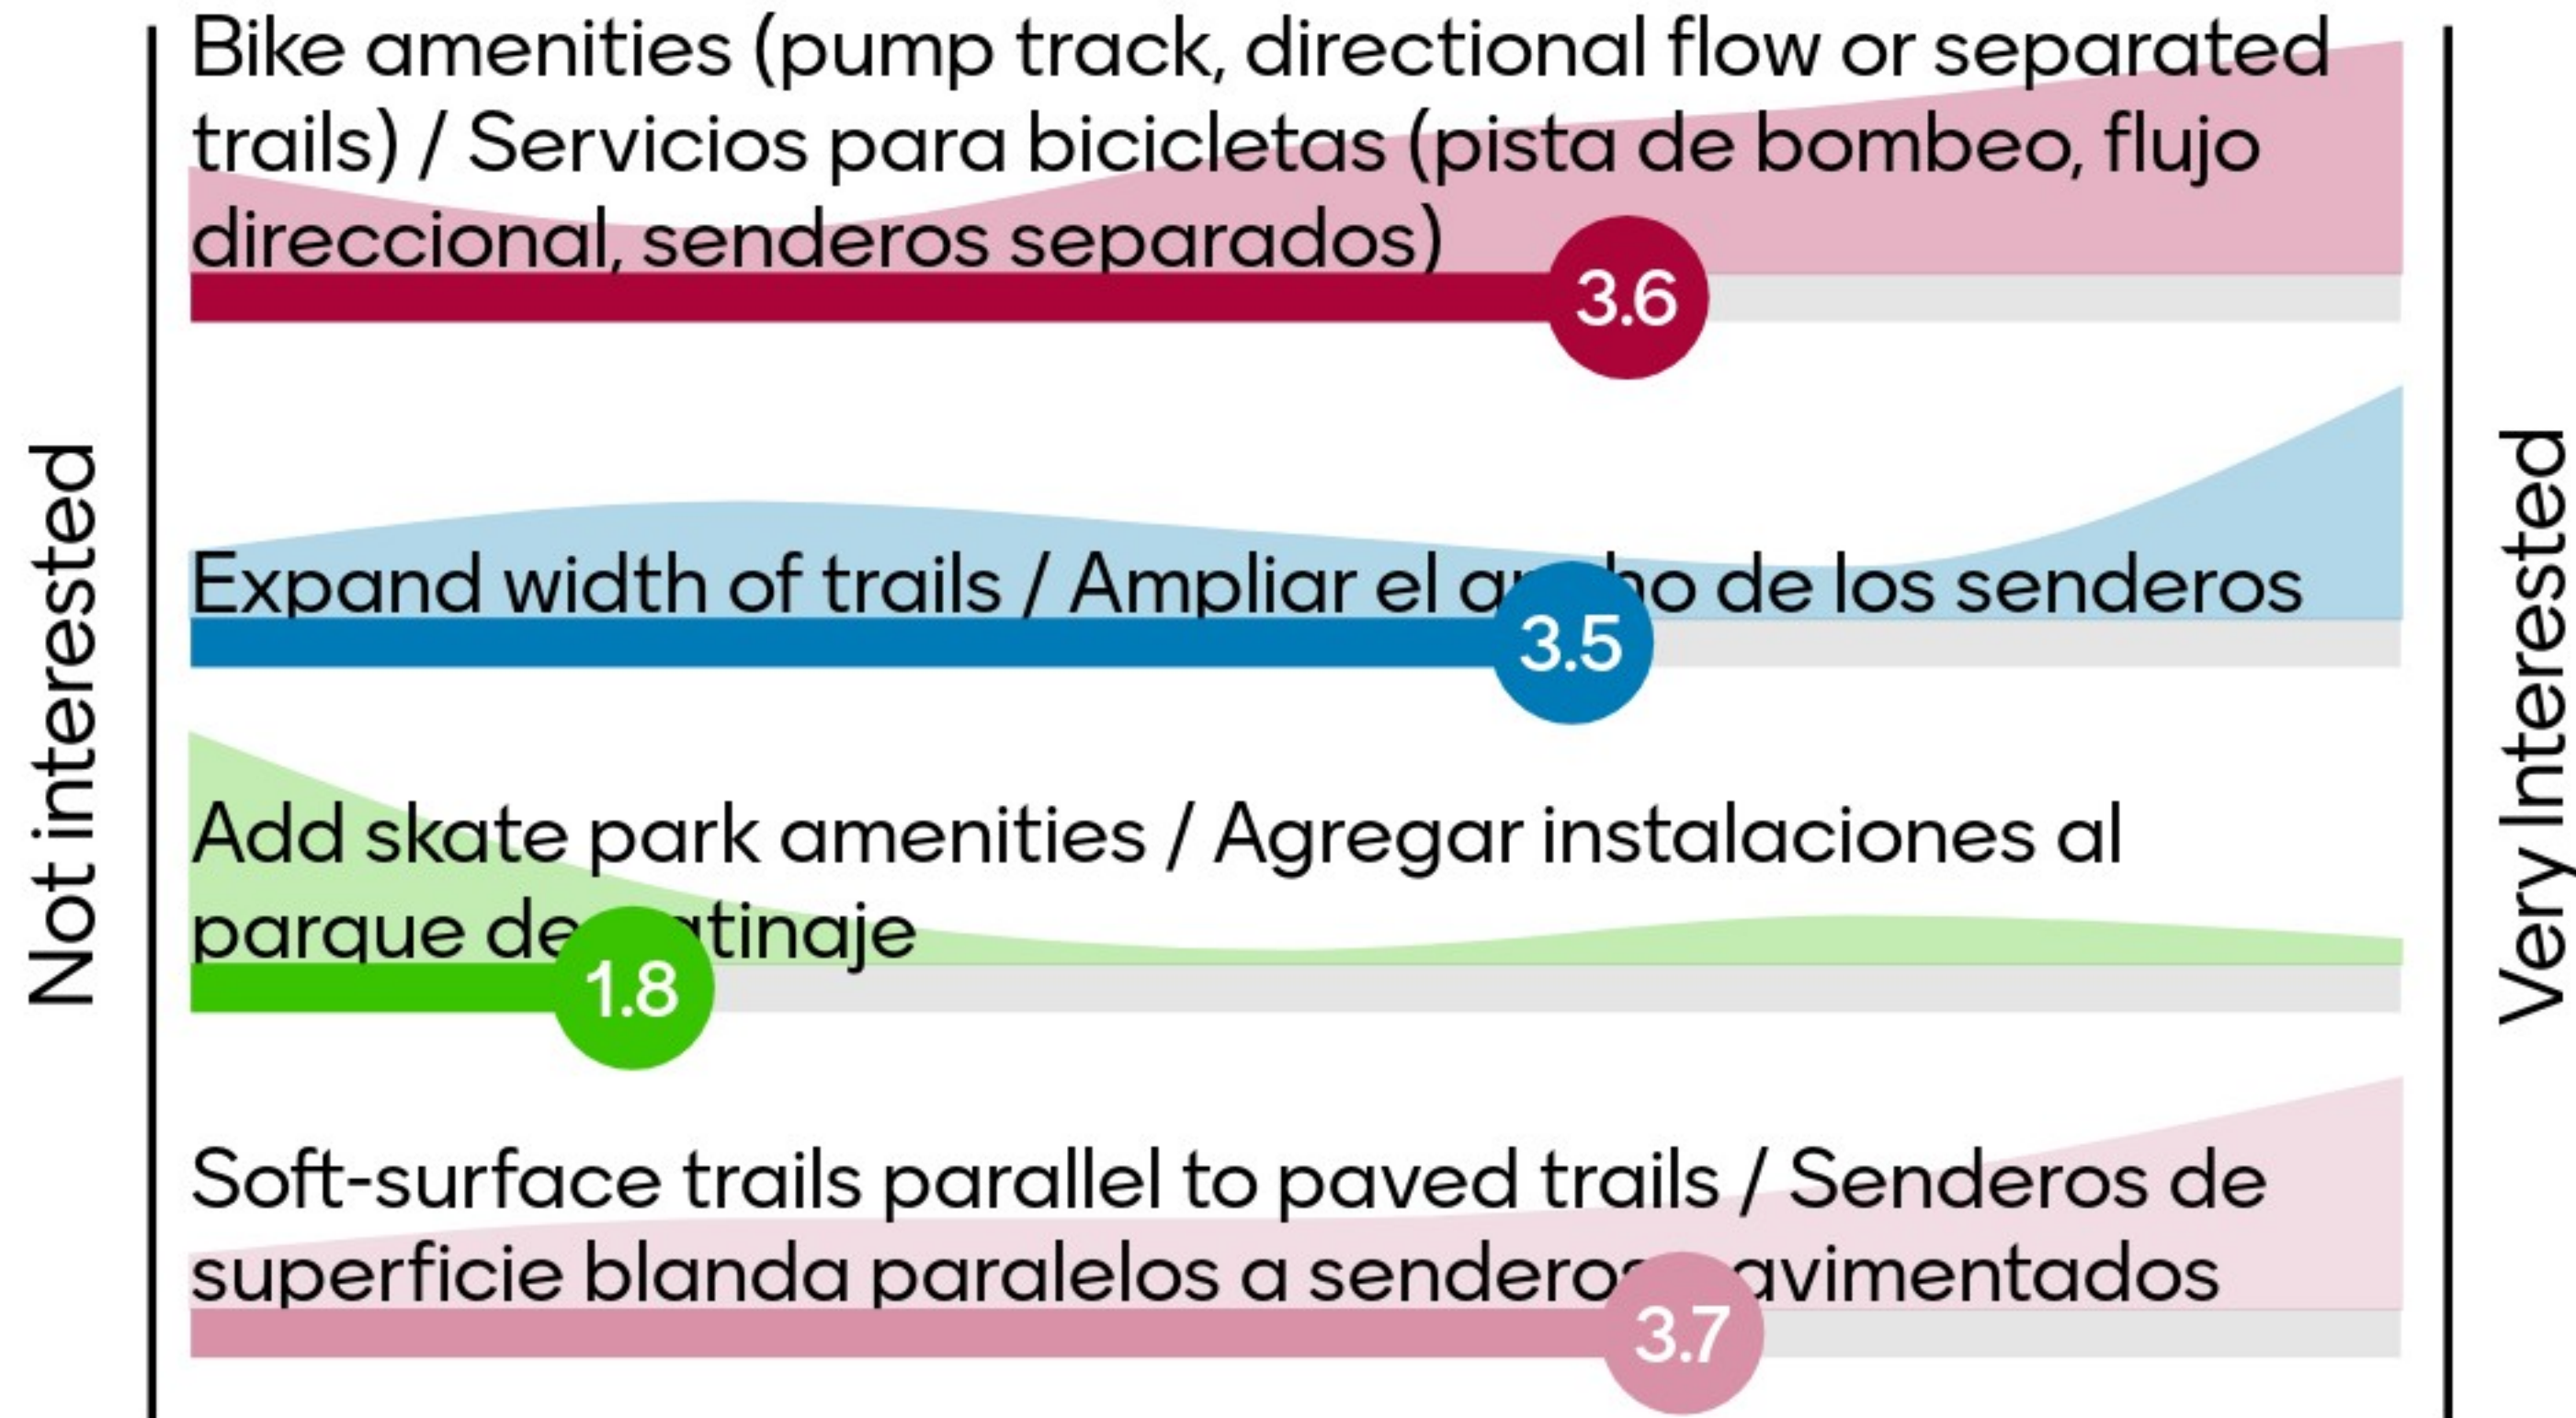 Bike amenities (pump track, directional flow or separated
trails) / Servicios para bicicletas (pista de bombeo, flujo
direccional, senderos separados)
3.6
Not interested
Very Interested
Expand width of trails / Ampliar el de los senderos
3.5
Add skate park amenities / Agregar instalaciones al
parque de
1.8
Soft-surface trails parallel to paved trails / Senderos de
superficie blanda paralelos a senderos
3.7